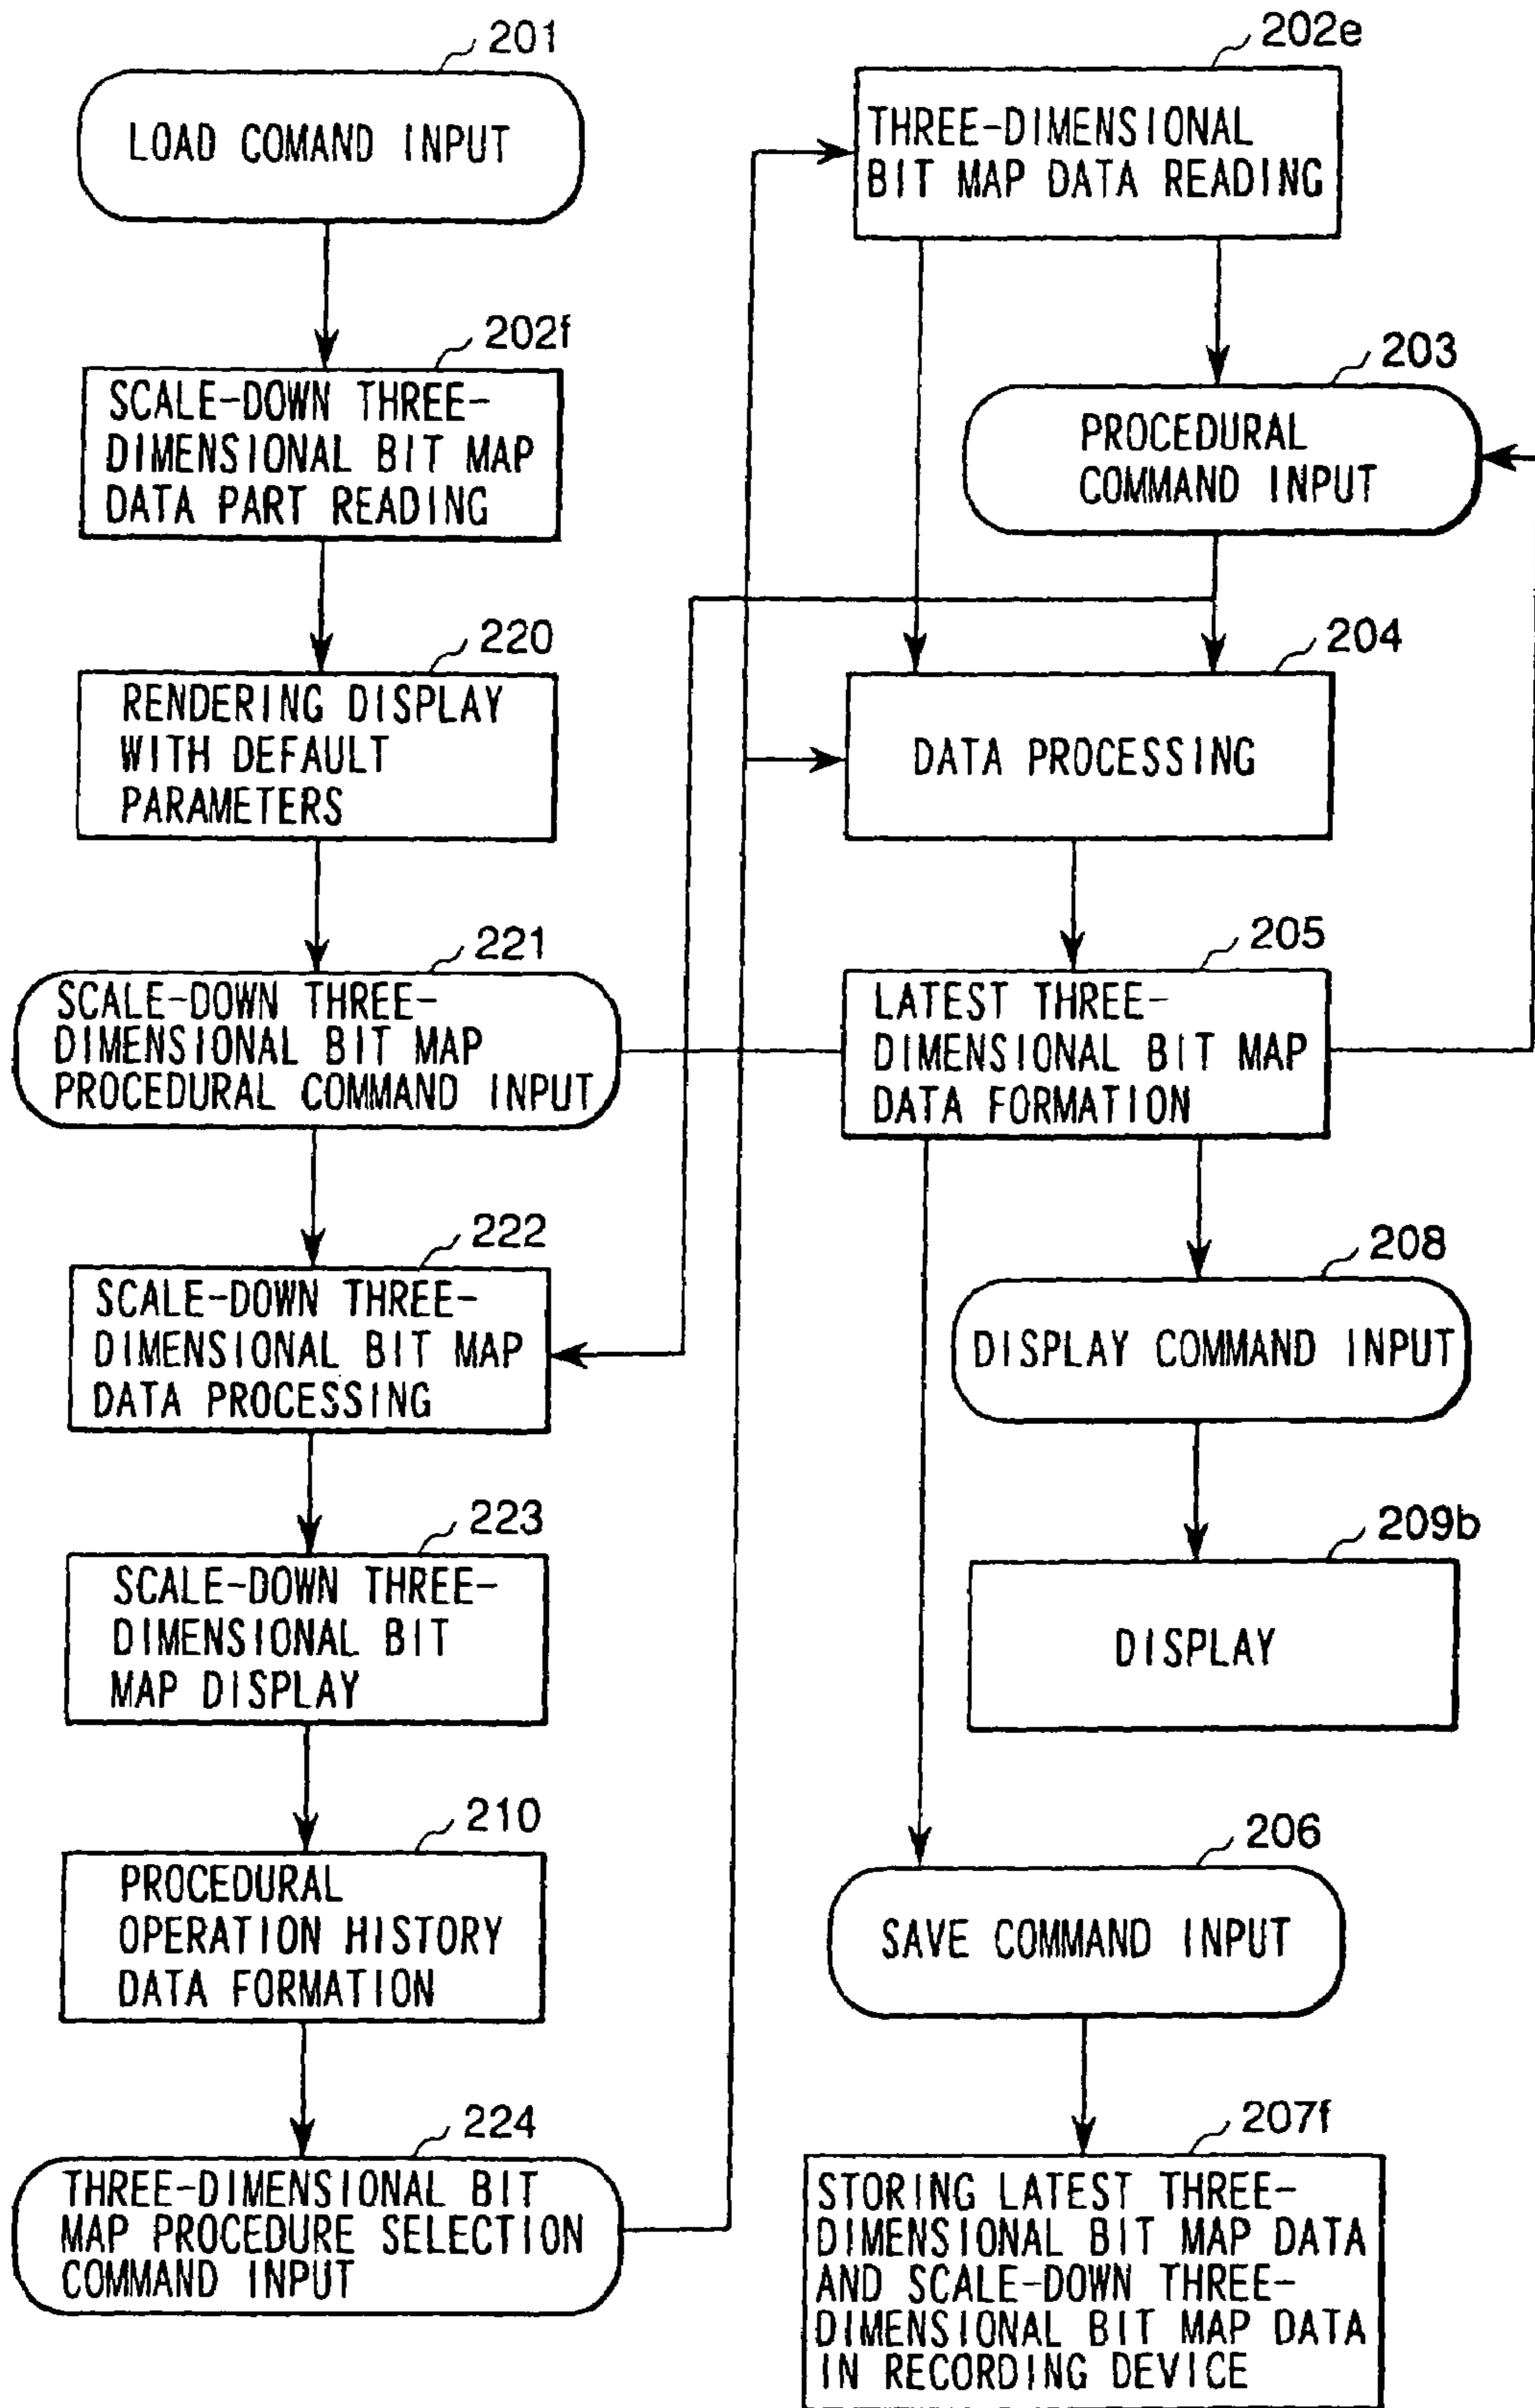 201
LOAD COMAND INPUT
202f
SCALE-DOWN THREE-
DIMENSIONAL BIT MAP
DATA PART READING
220
RENDERING DISPLAY
WITH DEFAULT
PARAMETERS
221
SCALE-DOWN THREE-
DIMENSIONAL BIT MAP
PROCEDURAL COMMAND INPUT
222
SCALE-DOWN THREE-
DIMENSIONAL BIT MAP
DATA PROCESSING
223
SCALE-DOWN THREE-
DIMENSIONAL BIT
MAP DISPLAY
210
PROCEDURAL
OPERATION HISTORY
DATA FORMATION
224
THREE-DIMENSIONAL BIT
MAP PROCEDURE SELECTION
COMMAND INPUT
202e
THREE-DIMENSIONAL
BIT MAP DATA READING
203
PROCEDURAL
COMMAND INPUT
204
DATA PROCESSING
205
LATEST THREE-
DIMENSIONAL BIT MAP
DATA FORMATION
208
DISPLAY COMMAND INPUT
209b
DISPLAY
206
SAVE COMMAND INPUT
207f
STORING LATEST THREE-
DIMENSIONAL BIT MAP DATA
AND SCALE-DOWN THREE-
DIMENSIONAL BIT MAP DATA
IN RECORDING DEVICE